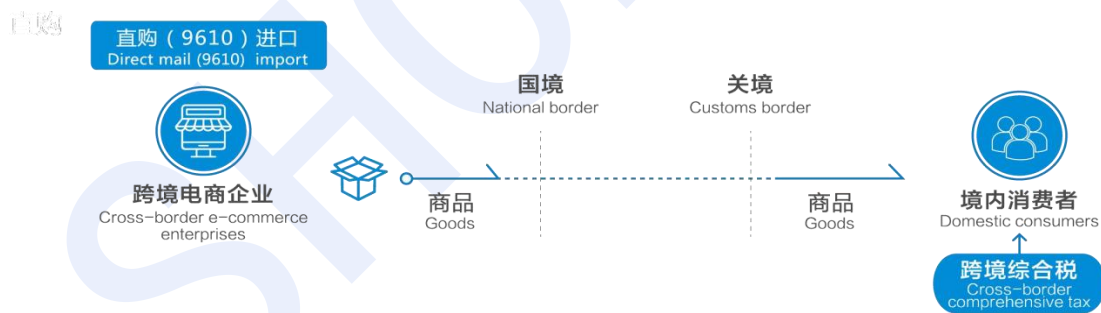 直购
直购（9610）进口
Direct mail (9610) import
国境
National border
关境
Customs border
跨境电商企业
Cross-border e-commerce
enterprises
商品
Goods
商品
Goods
境内消费者
Domestic consumers
跨境综合税
Cross-border
comprehensive tax